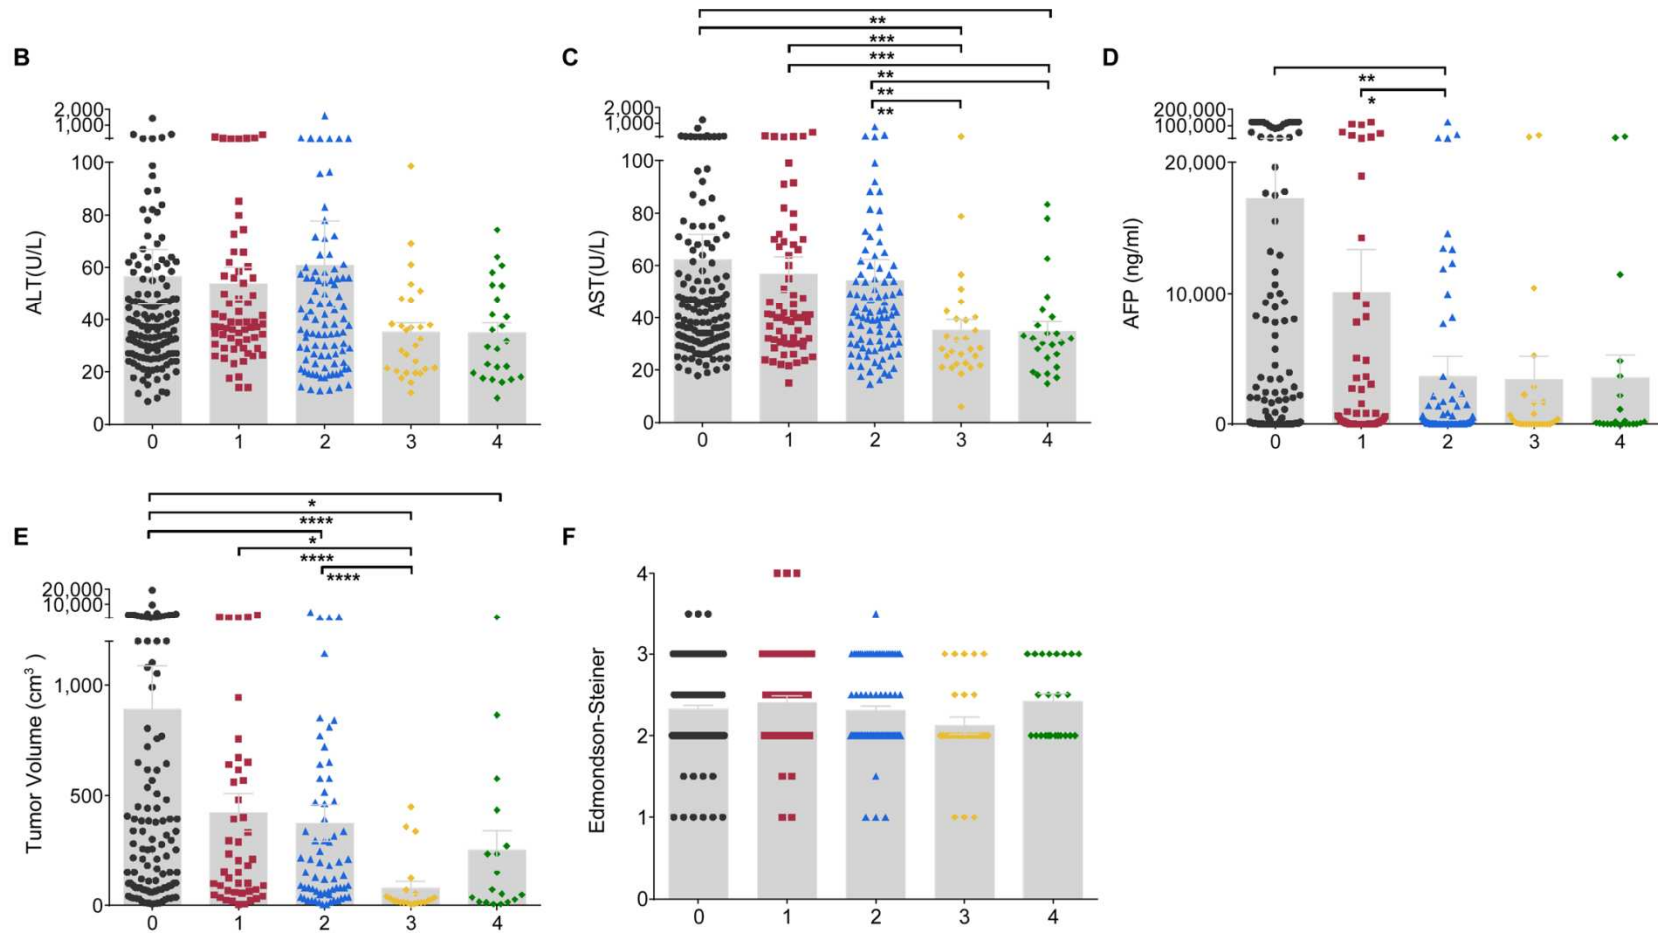 B
ALT(U/L)
2,000
1,000
100
80
60
40
20
0
0 1 2 3 4
C
**
***
***
**
**
**
AST(U/L)
2,000
1,000
100
80
60
40
20
0
0 1 2 3 4
D
**
*
AFP (ng/ml)
200,000
100,000
20,000
10,000
0
0 1 2 3 4
E
*
****
*
****
****
Tumor Volume (cm³)
20,000
10,000
1,000
500
0
0 1 2 3 4
F
Edmondson-Steiner
4
3
2
1
0
0 1 2 3 4